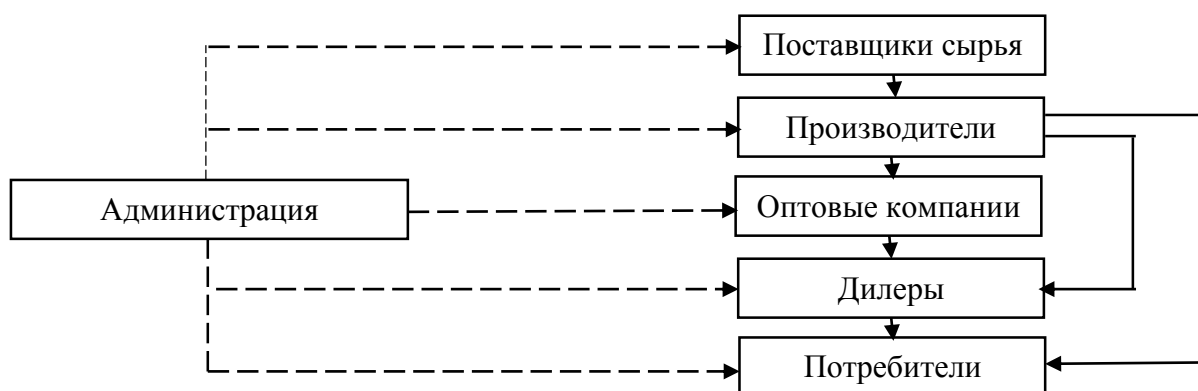 Поставщики сырья
Производители
Администрация
Оптовые компании
Дилеры
Потребители